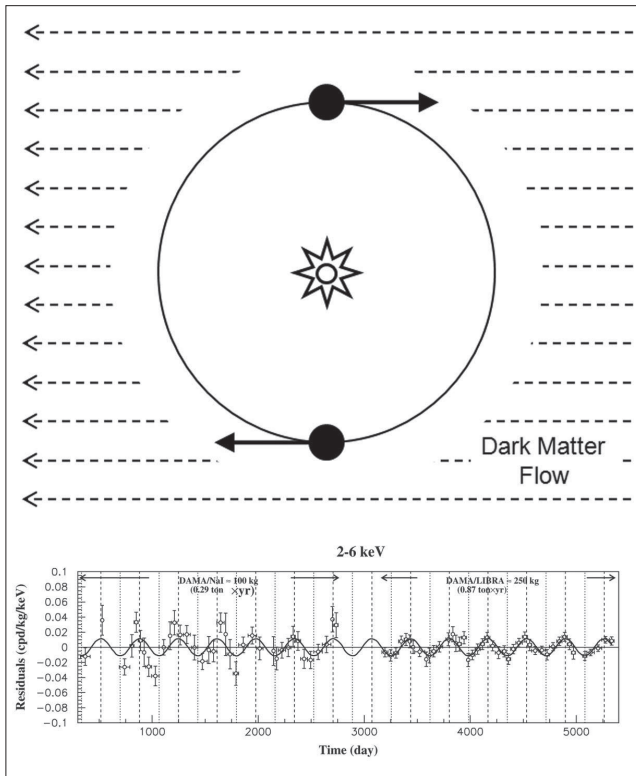 Dark Matter
Flow
2-6 keV
Residuals (cpd/kg/keV)
0.1
0.08
0.06
0.04
0.02
0
-0.02
-0.04
-0.06
-0.08
-0.1
DAMA/NaI ≈ 100 kg
(0.29 ton ×yr)
DAMA/LIBRA ≈ 250 kg
(0.87 ton×yr)
1000 2000 3000 4000 5000
Time (day)